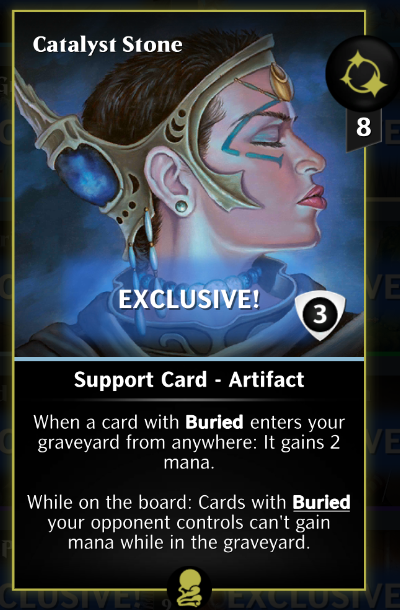 Catalyst Stone
8
EXCLUSIVE!
3
Support Card - Artifact
When a card with Buried enters your
graveyard from anywhere: It gains 2
mana.
While on the board: Cards with Buried
your opponent controls can't gain
mana while in the graveyard.